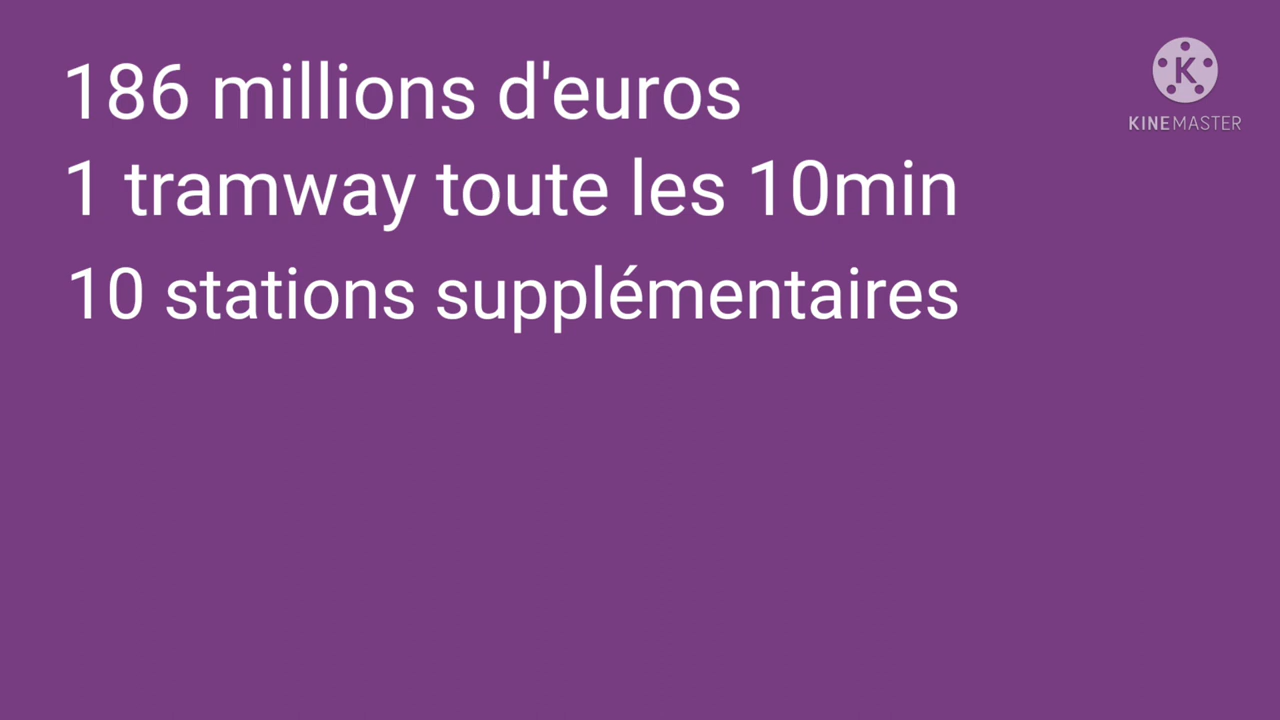 186 millions d'euros
1 tramway toute les 10min
10 stations supplémentaires
K
KINEMASTER